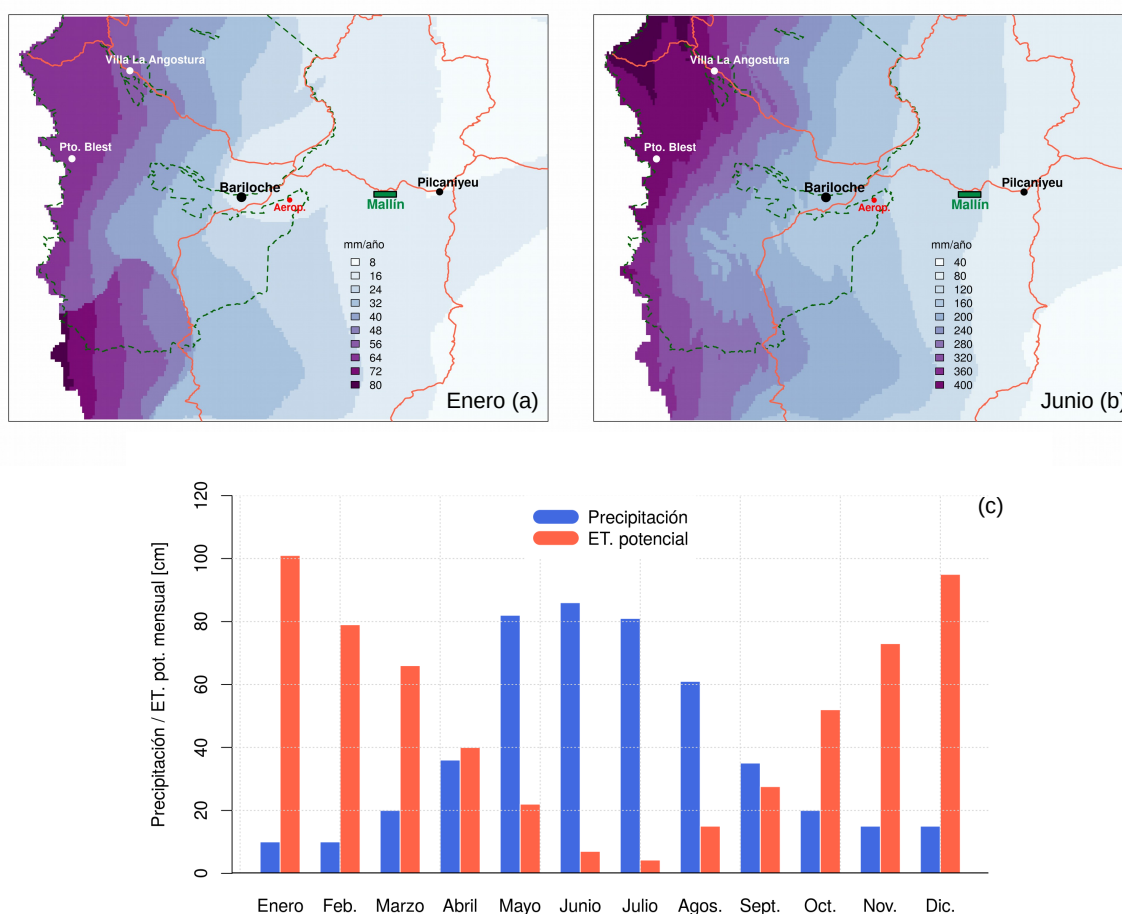 Villa La Angostura
Pto. Blest
Bariloche
Aerop.
Mallín
Pilcaniyeu
mm/año
8
16
24
32
40
48
56
64
72
80
Enero (a)
Villa La Angostura
Pto. Blest
Bariloche
Aerop.
Mallín
Pilcaniyeu
mm/año
40
80
120
160
200
240
280
320
360
400
Junio (b)
(c)
Precipitación
ET. potencial
Precipitación / ET. pot. mensual [cm]
120
100
80
60
40
20
0
Enero Feb. Marzo Abril Mayo Junio Julio Agos. Sept. Oct. Nov. Dic.